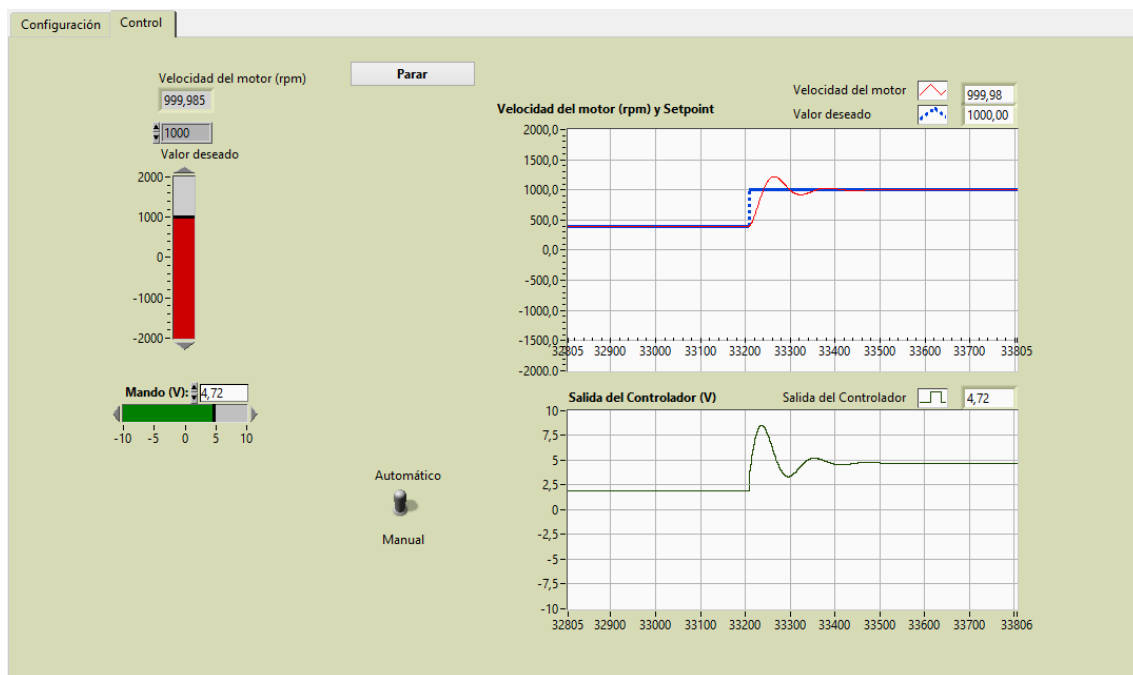 Configuración Control
Velocidad del motor (rpm)
999,985
1000
Valor deseado
2000
1000
0
-1000
-2000
Mando (V): 4,72
-10 -5 0 5 10
Parar
Automático
Manual
Velocidad del motor 999,98
Velocidad del motor (rpm) y Setpoint
Valor deseado 1000,00
2000,0
1500,0
1000,0
500,0
0,0
-500,0
-1000,0
-1500,0
-2000,0
32805 32900 33000 33100 33200 33300 33400 33500 33600 33700 33805
Salida del Controlador (V) Salida del Controlador 4,72
10
7,5
5
2,5
0
-2,5
-5
-7,5
-10
32805 32900 33000 33100 33200 33300 33400 33500 33600 33700 33806